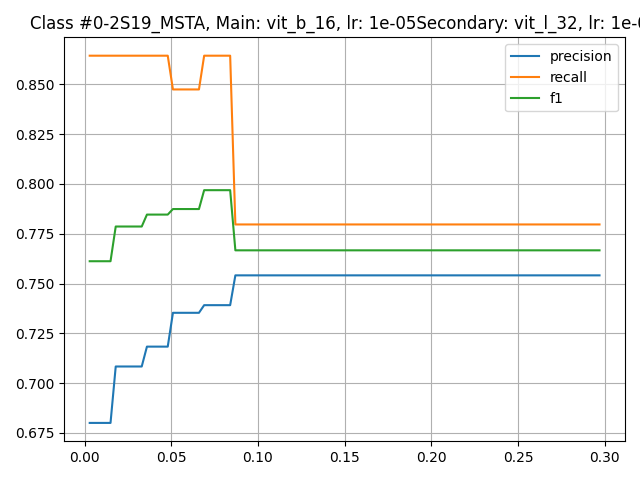 Class #0-2S19_MSTA, Main: vit_b_16, lr: 1e-05Secondary: vit_l_32, lr: 1e-
precision
recall
f1
0.850
0.825
0.800
0.775
0.750
0.725
0.700
0.675
0.00 0.05 0.10 0.15 0.20 0.25 0.30